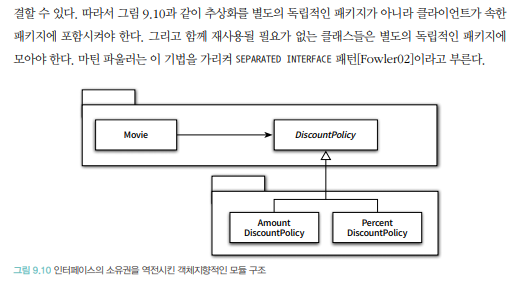 결할 수 있다. 따라서 그림 9.10과 같이 추상화를 별도의 독립적인 패키지가 아니라 클라이언트가 속한
패키지에 포함시켜야 한다. 그리고 함께 재사용될 필요가 없는 클래스들은 별도의 독립적인 패키지에
모아야 한다. 마틴 파울러는 이 기법을 가리켜 SEPARATED INTERFACE 패턴[Fowler02]이라고 부른다.
Movie
DiscountPolicy
Amount
DiscountPolicy
Percent
DiscountPolicy
그림 9.10 인터페이스의 소유권을 역전시킨 객체지향적인 모듈 구조